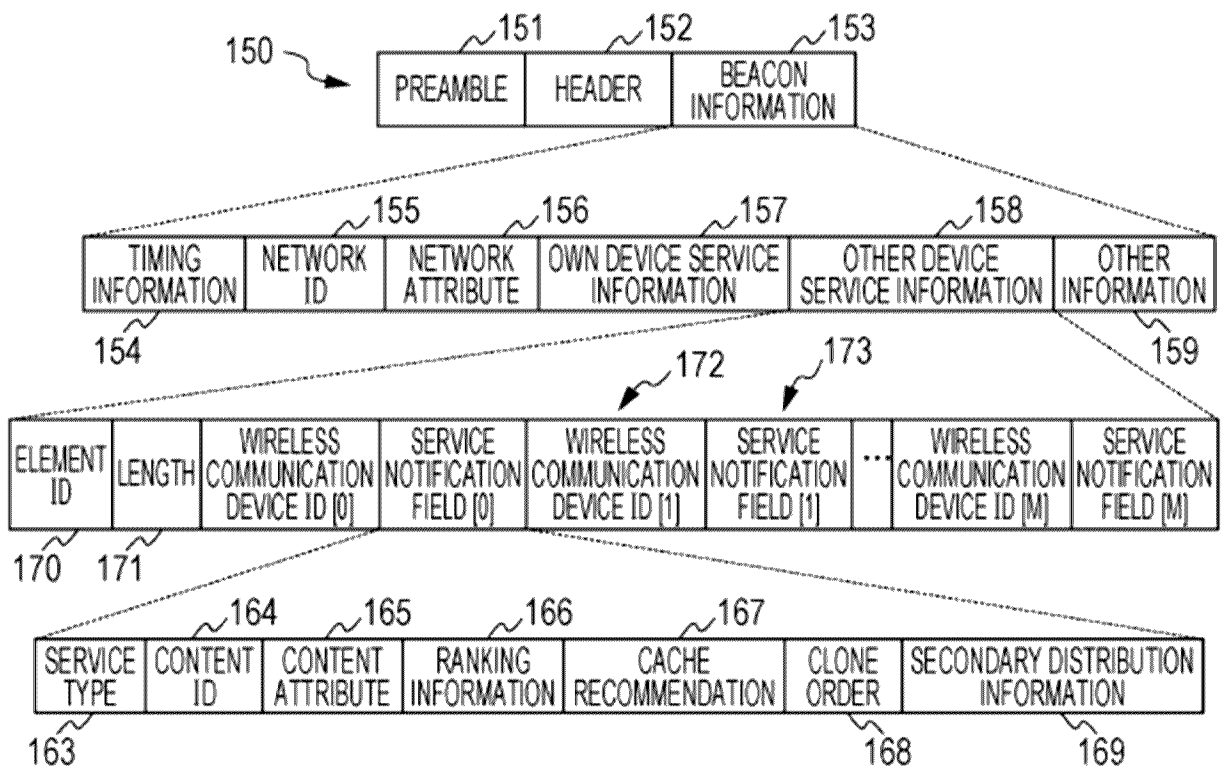 150
151
152
153
PREAMBLE
HEADER
BEACON
INFORMATION
155
156
157
158
TIMING
INFORMATION
NETWORK
ID
NETWORK
ATTRIBUTE
OWN DEVICE SERVICE
INFORMATION
OTHER DEVICE
SERVICE INFORMATION
OTHER
INFORMATION
154
159
172
173
ELEMENT
ID
LENGTH
WIRELESS
COMMUNICATION
DEVICE ID [0]
SERVICE
NOTIFICATION
FIELD [0]
WIRELESS
COMMUNICATION
DEVICE ID [1]
SERVICE
NOTIFICATION
FIELD [1]
...
WIRELESS
COMMUNICATION
DEVICE ID [M]
SERVICE
NOTIFICATION
FIELD [M]
170
171
164
165
166
167
SERVICE
TYPE
CONTENT
ID
CONTENT
ATTRIBUTE
RANKING
INFORMATION
CACHE
RECOMMENDATION
CLONE
ORDER
SECONDARY DISTRIBUTION
INFORMATION
163
168
169